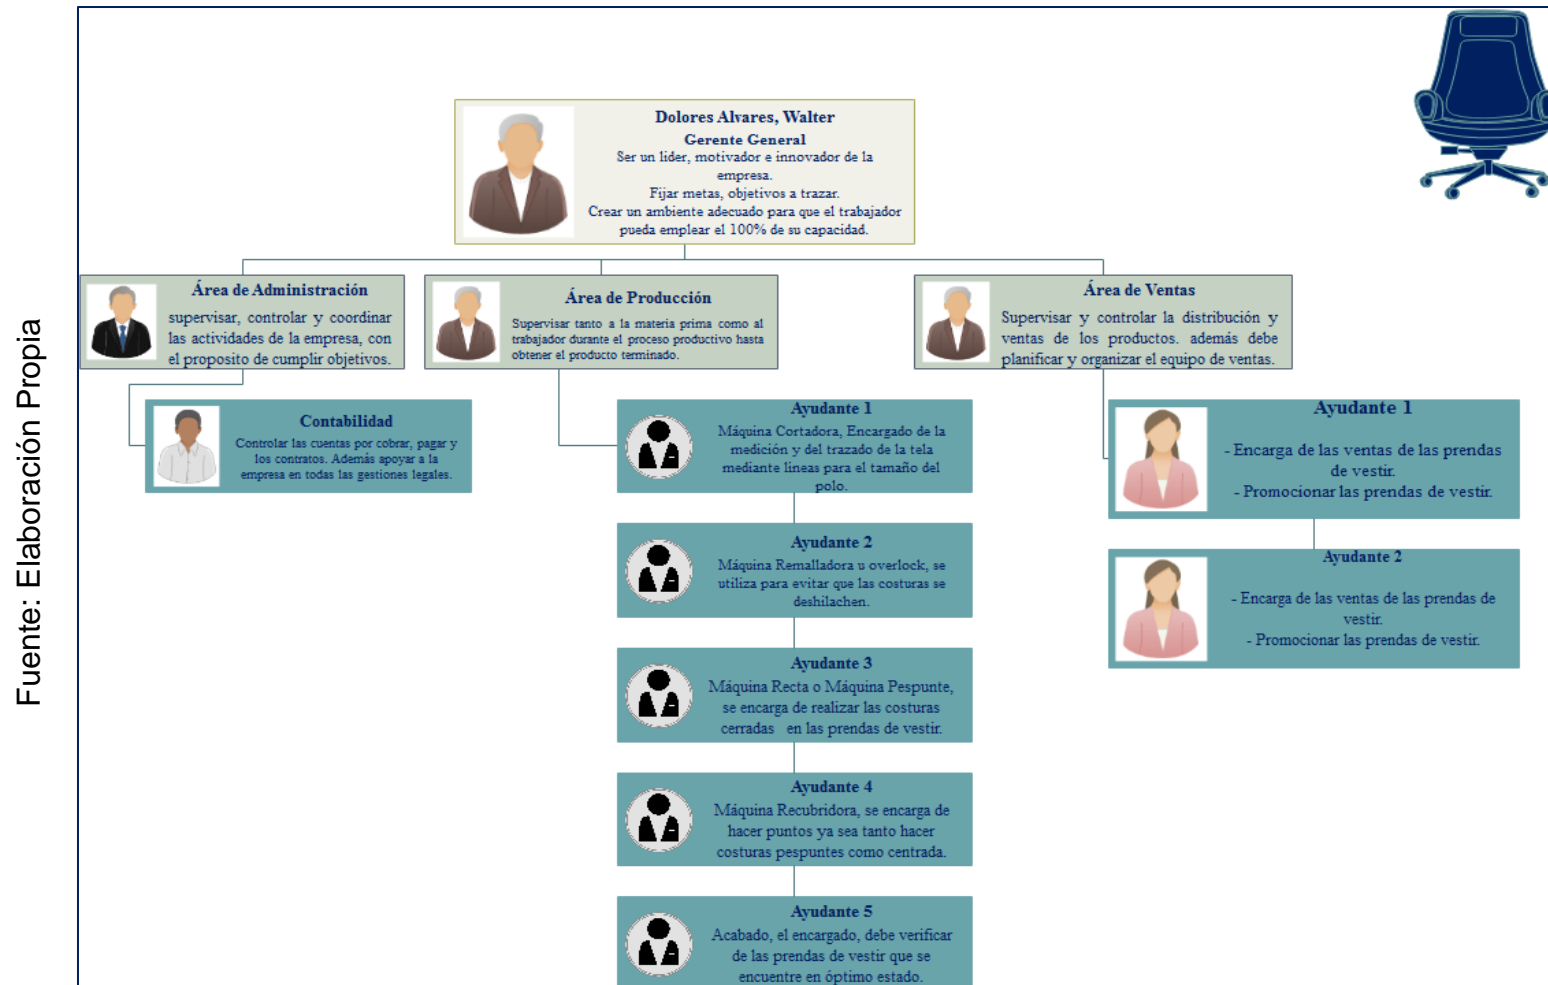 Fuente: Elaboración Propia
Dolores Alvares, Walter
Gerente General
Ser un lider, motivador e innovador de la
empresa.
Fijar metas, objetivos a trazar.
Crear un ambiente adecuado para que el trabajador
pueda emplear el 100% de su capacidad.
Área de Administración
supervisar, controlar y coordinar
las actividades de la empresa, con
el proposito de cumplir objetivos.
Área de Producción
Supervisar tanto a la materia prima como al
trabajador durante el proceso productivo hasta
obtener el producto terminado.
Área de Ventas
Supervisar y controlar la distribución y
ventas de los productos. además debe
planificar y organizar el equipo de ventas.
Contabilidad
Controlar las cuentas por cobrar, pagar y
los contratos. Además apoyar a la
empresa en todas las gestiones legales.
Ayudante 1
Máquina Cortadora, Encargado de la
medición y del trazado de la tela
mediante lineas para el tamaño del
polo.
Ayudante 2
Máquina Remalladora u overlock, se
utiliza para evitar que las costuras se
deshilachen.
Ayudante 3
Máquina Recta o Máquina Pespunte,
se encarga de realizar las costuras
cerradas en las prendas de vestir.
Ayudante 4
Máquina Recubridora, se encarga de
hacer puntos ya sea tanto hacer
costuras pespuntes como centrada.
Ayudante 5
Acabado, el encargado, debe verificar
de las prendas de vestir que se
encuentre en óptimo estado.
Ayudante 1
- Encarga de las ventas de las prendas
de vestir.
- Promocionar las prendas de vestir.
Ayudante 2
- Encarga de las ventas de las prendas de
vestir.
- Promocionar las prendas de vestir.